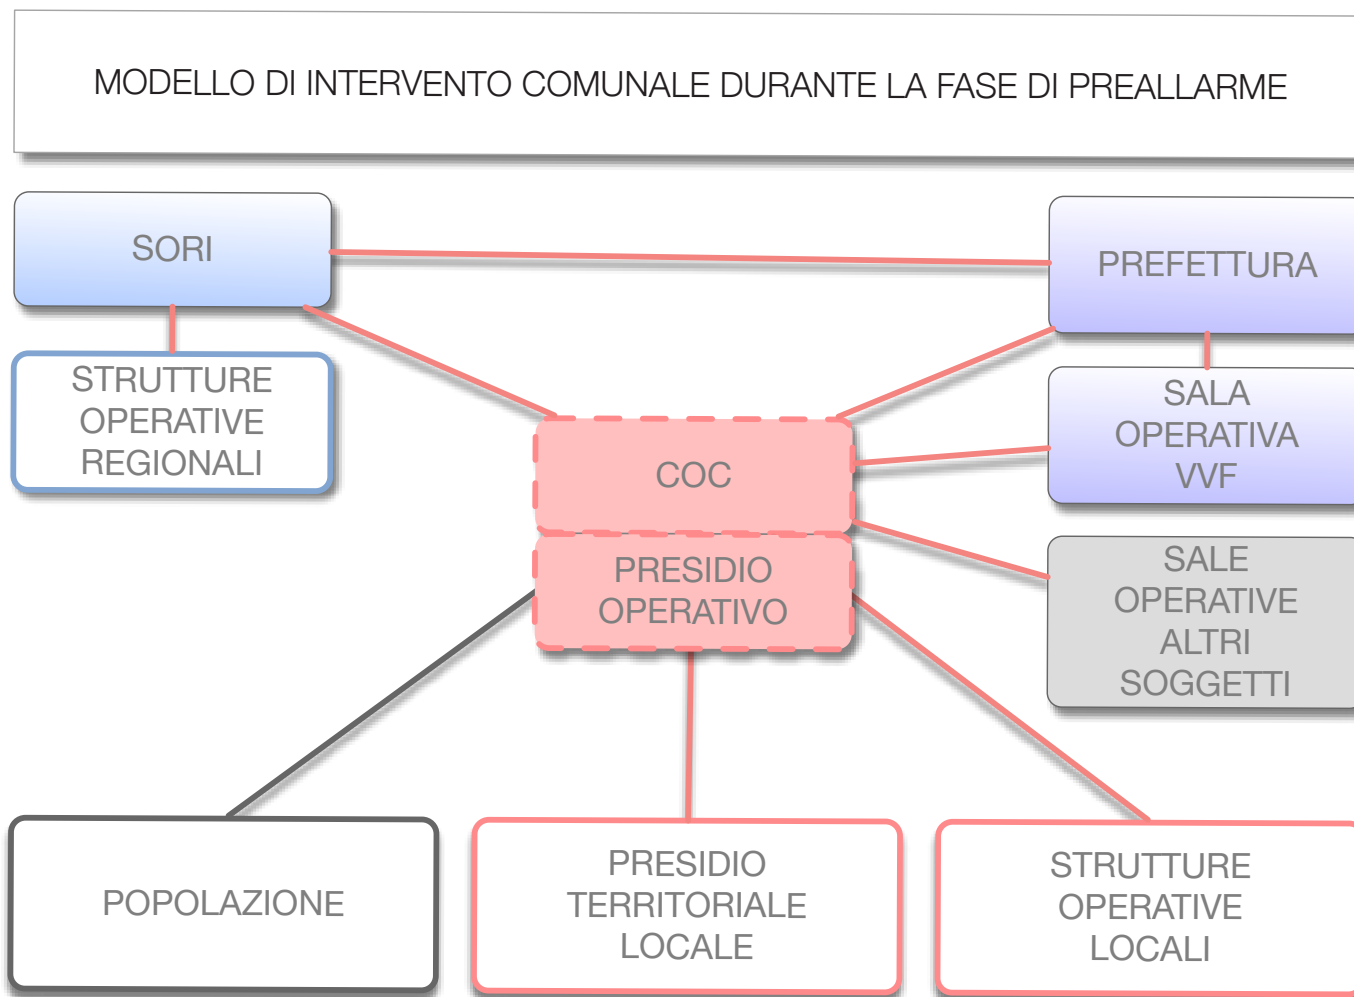 MODELLO DI INTERVENTO COMUNALE DURANTE LA FASE DI PREALLARME
SORI
PREFETTURA
STRUTTURE
OPERATIVE
REGIONALI
SALA
OPERATIVA
VVF
COC
PRESIDIO
OPERATIVO
SALE
OPERATIVE
ALTRI
SOGGETTI
POPOLAZIONE
PRESIDIO
TERRITORIALE
LOCALE
STRUTTURE
OPERATIVE
LOCALI